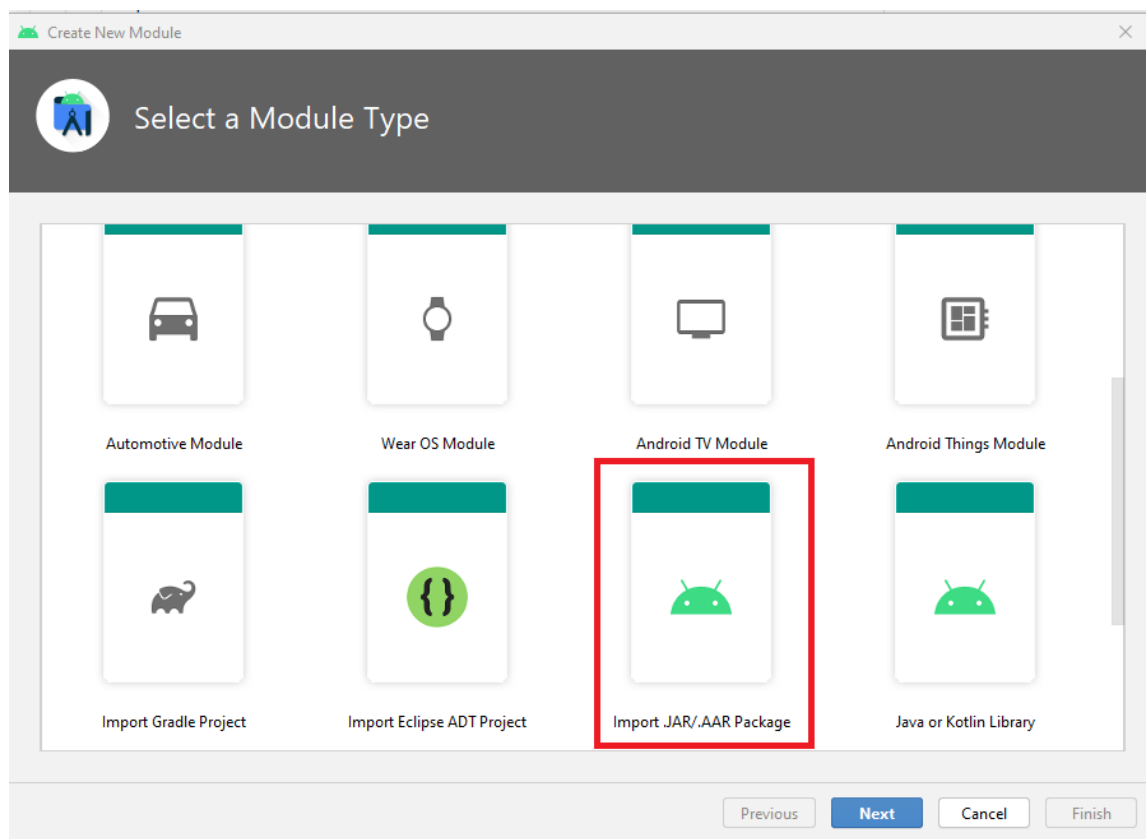 Create New Module
Select a Module Type
Automotive Module
Wear OS Module
Android TV Module
Android Things Module
Import Gradle Project
Import Eclipse ADT Project
Import .JAR/.AAR Package
Java or Kotlin Library
Previous
Next
Cancel
Finish